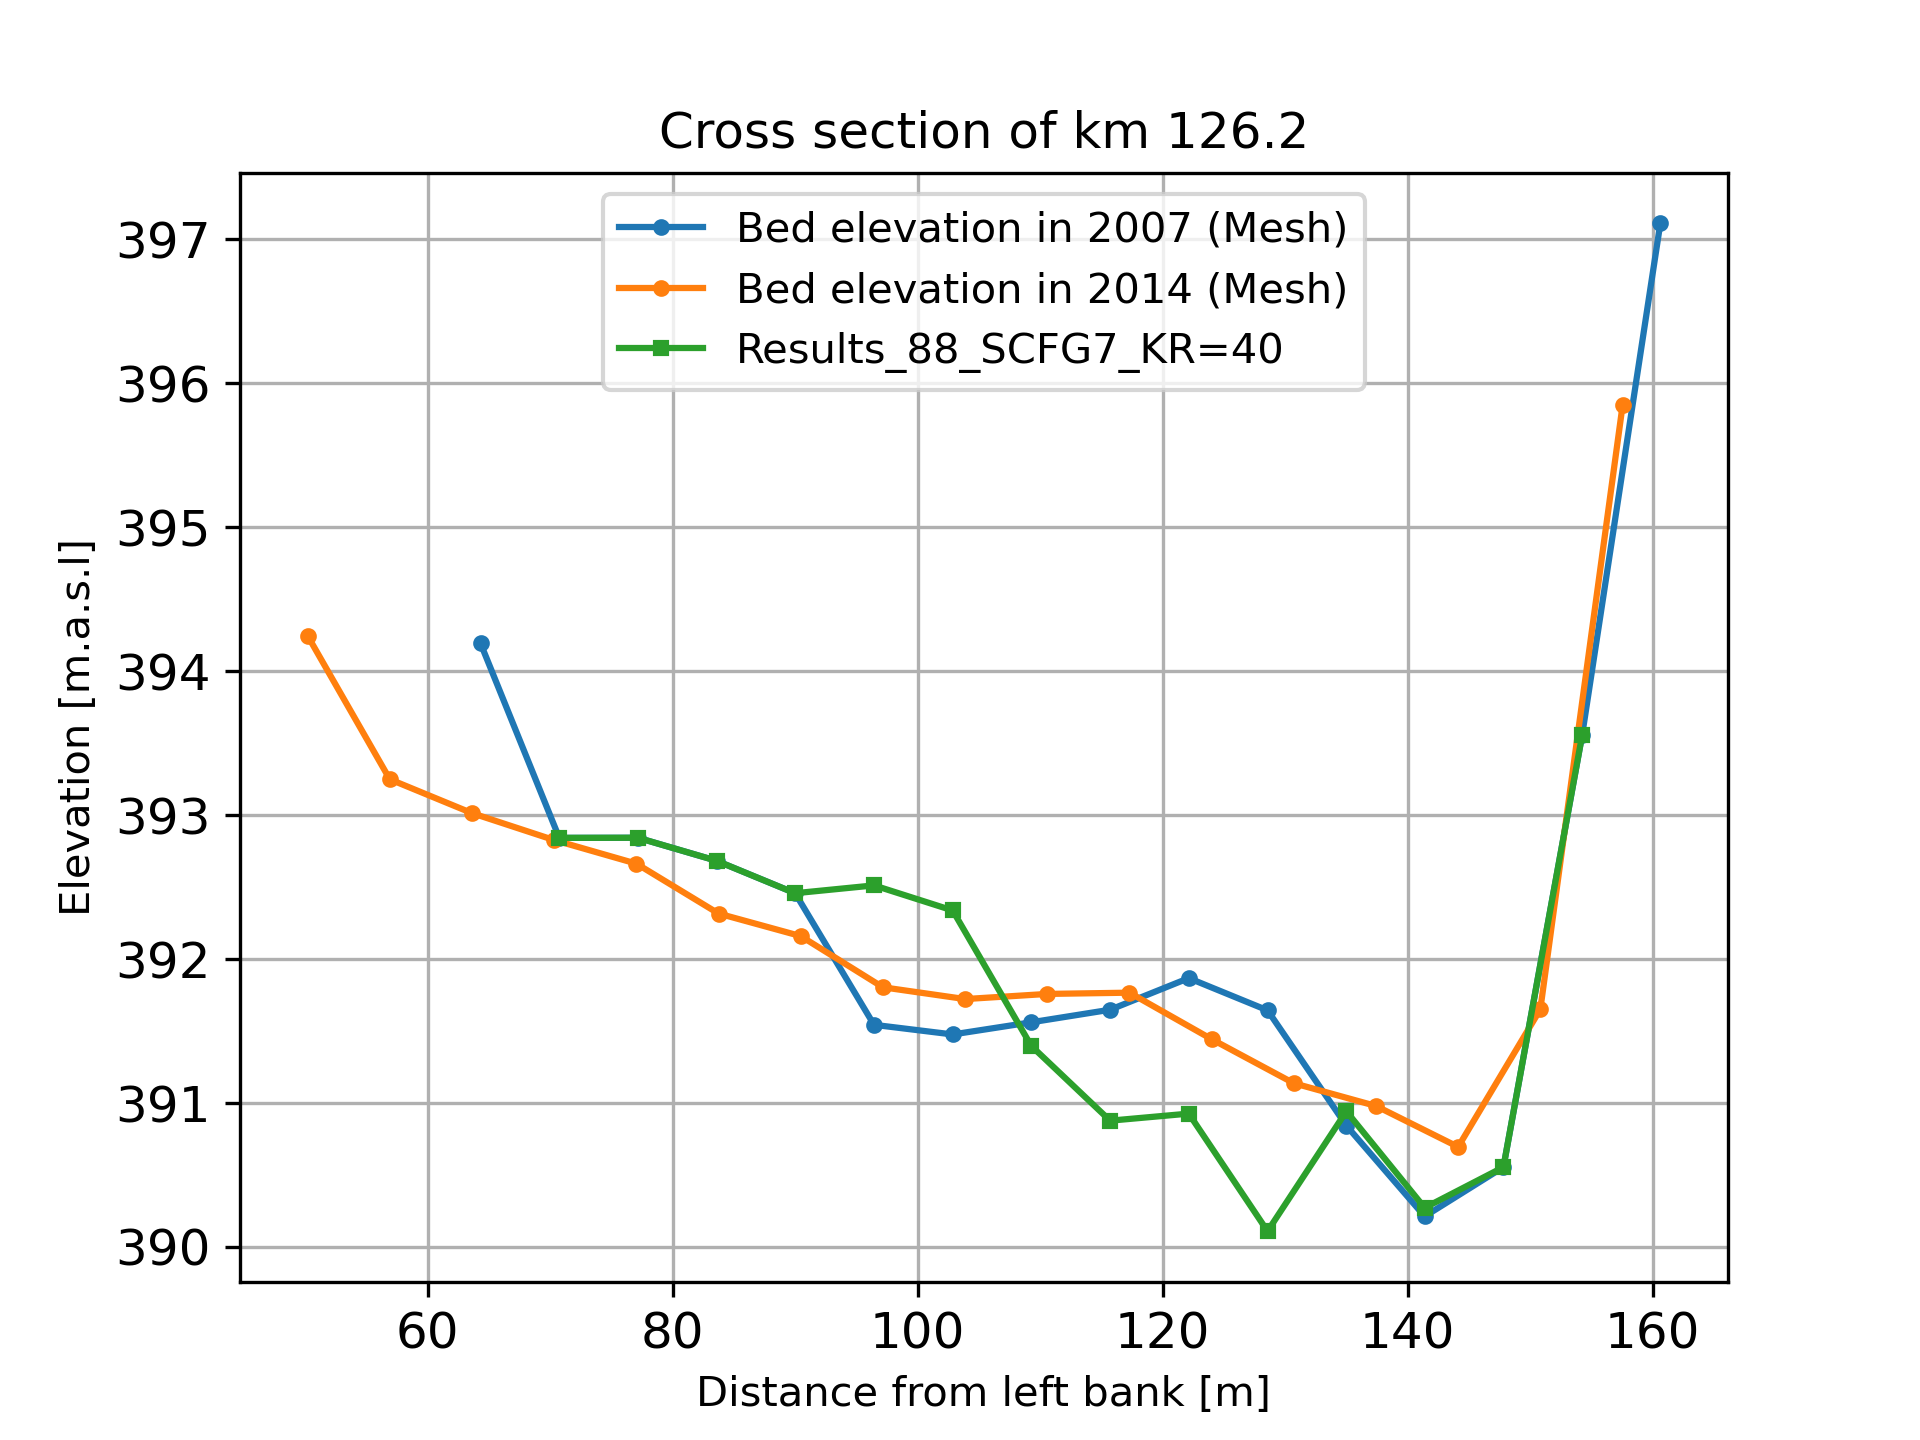 Cross section of km 126.2
Bed elevation in 2007 (Mesh)
Bed elevation in 2014 (Mesh)
Results_88_SCFG7_KR=40
397
396
395
394
393
392
391
390
Elevation [m.a.s.l]
60 80 100 120 140 160
Distance from left bank [m]